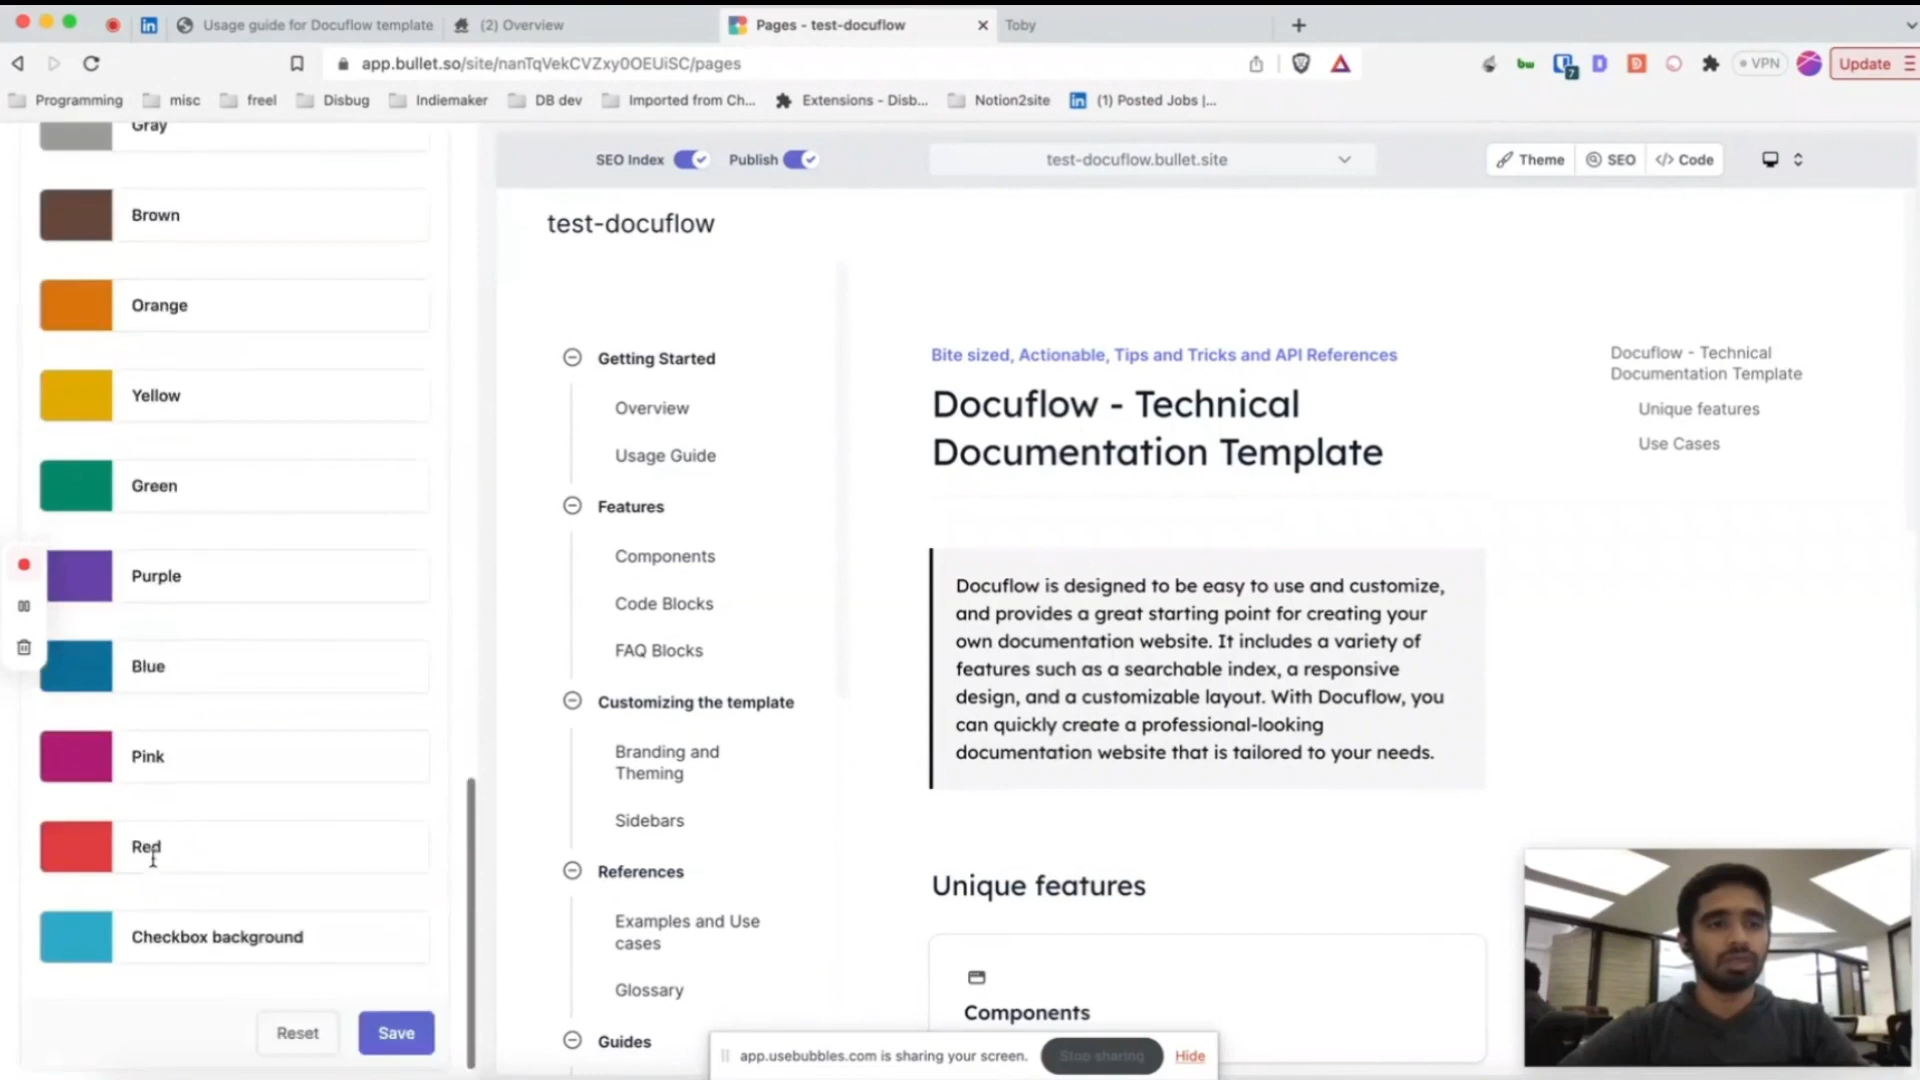 Usage guide for Docuflow template
(2) Overview
Pages - test-docuflow
Toby
app.bullet.so/site/nanTqVekCVZxy0OEUiSC/pages
VPN
Update
Programming
misc
freel
Disbug
Indiemaker
DB dev
Imported from Ch...
Extensions - Disb...
Notion2site
(1) Posted Jobs |...
Gray
Brown
Orange
Yellow
Green
Purple
Blue
Pink
Red
Checkbox background
Reset
Save
SEO Index
Publish
test-docuflow.bullet.site
Theme
SEO
</> Code
test-docuflow
Getting Started
Overview
Usage Guide
Features
Components
Code Blocks
FAQ Blocks
Customizing the template
Branding and
Theming
Sidebars
References
Examples and Use
cases
Glossary
Guides
Bite sized, Actionable, Tips and Tricks and API References
Docuflow - Technical
Documentation Template
Docuflow is designed to be easy to use and customize,
and provides a great starting point for creating your
own documentation website. It includes a variety of
features such as a searchable index, a responsive
design, and a customizable layout. With Docuflow, you
can quickly create a professional-looking
documentation website that is tailored to your needs.
Unique features
Components
Docuflow - Technical
Documentation Template
Unique features
Use Cases
app.usebubbles.com is sharing your screen.
Stop sharing
Hide